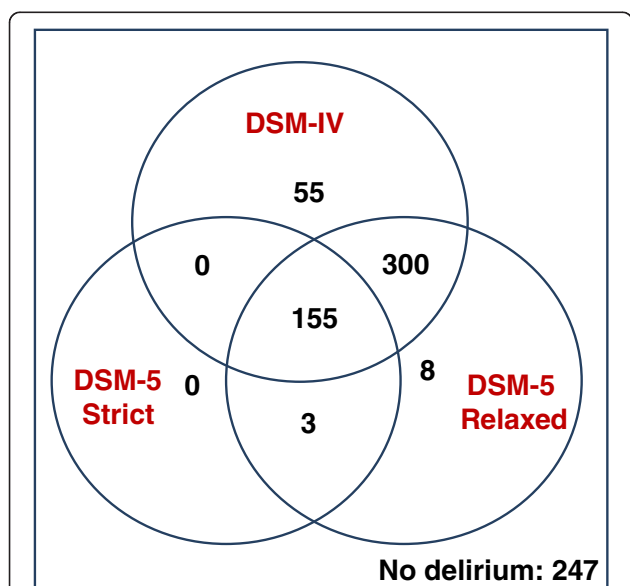 DSM-IV
55
0
300
155
DSM-5
Strict
0
8
DSM-5
Relaxed
3
No delirium: 247